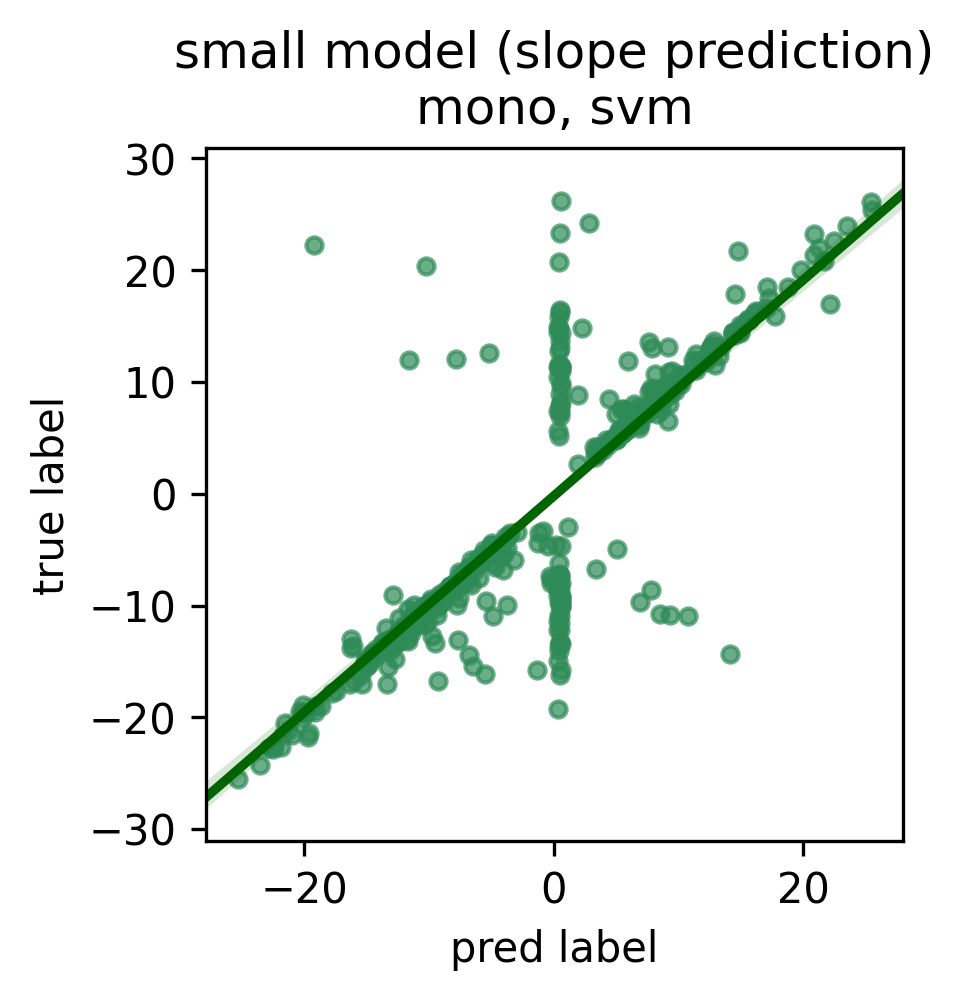 small model (slope prediction)
mono, svm
30
20
10
0
−10
−20
−30
true label
−20
0
20
pred label